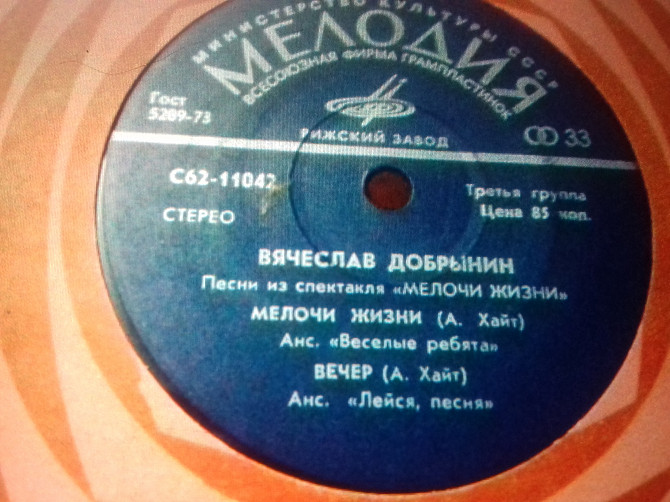 МИНИСТЕРСТВО КУЛЬТУРЫ СССР
МЕЛОДИЯ
ВСЕСОЮЗНАЯ ФИРМА ГРАМПЛАСТИНОК
Гост
5289-73
РИЖСКИЙ ЗАВОД
33
С62-11042
СТЕРЕО
Третья группа
Цена 85 коп.
ВЯЧЕСЛАВ ДОБРЫНИН
Песни из спектакля «МЕЛОЧИ ЖИЗНИ»
МЕЛОЧИ ЖИЗНИ (А. Хайт)
Анс. «Веселые ребята»
ВЕЧЕР (А. Хайт)
Анс. «Лейся, песня»